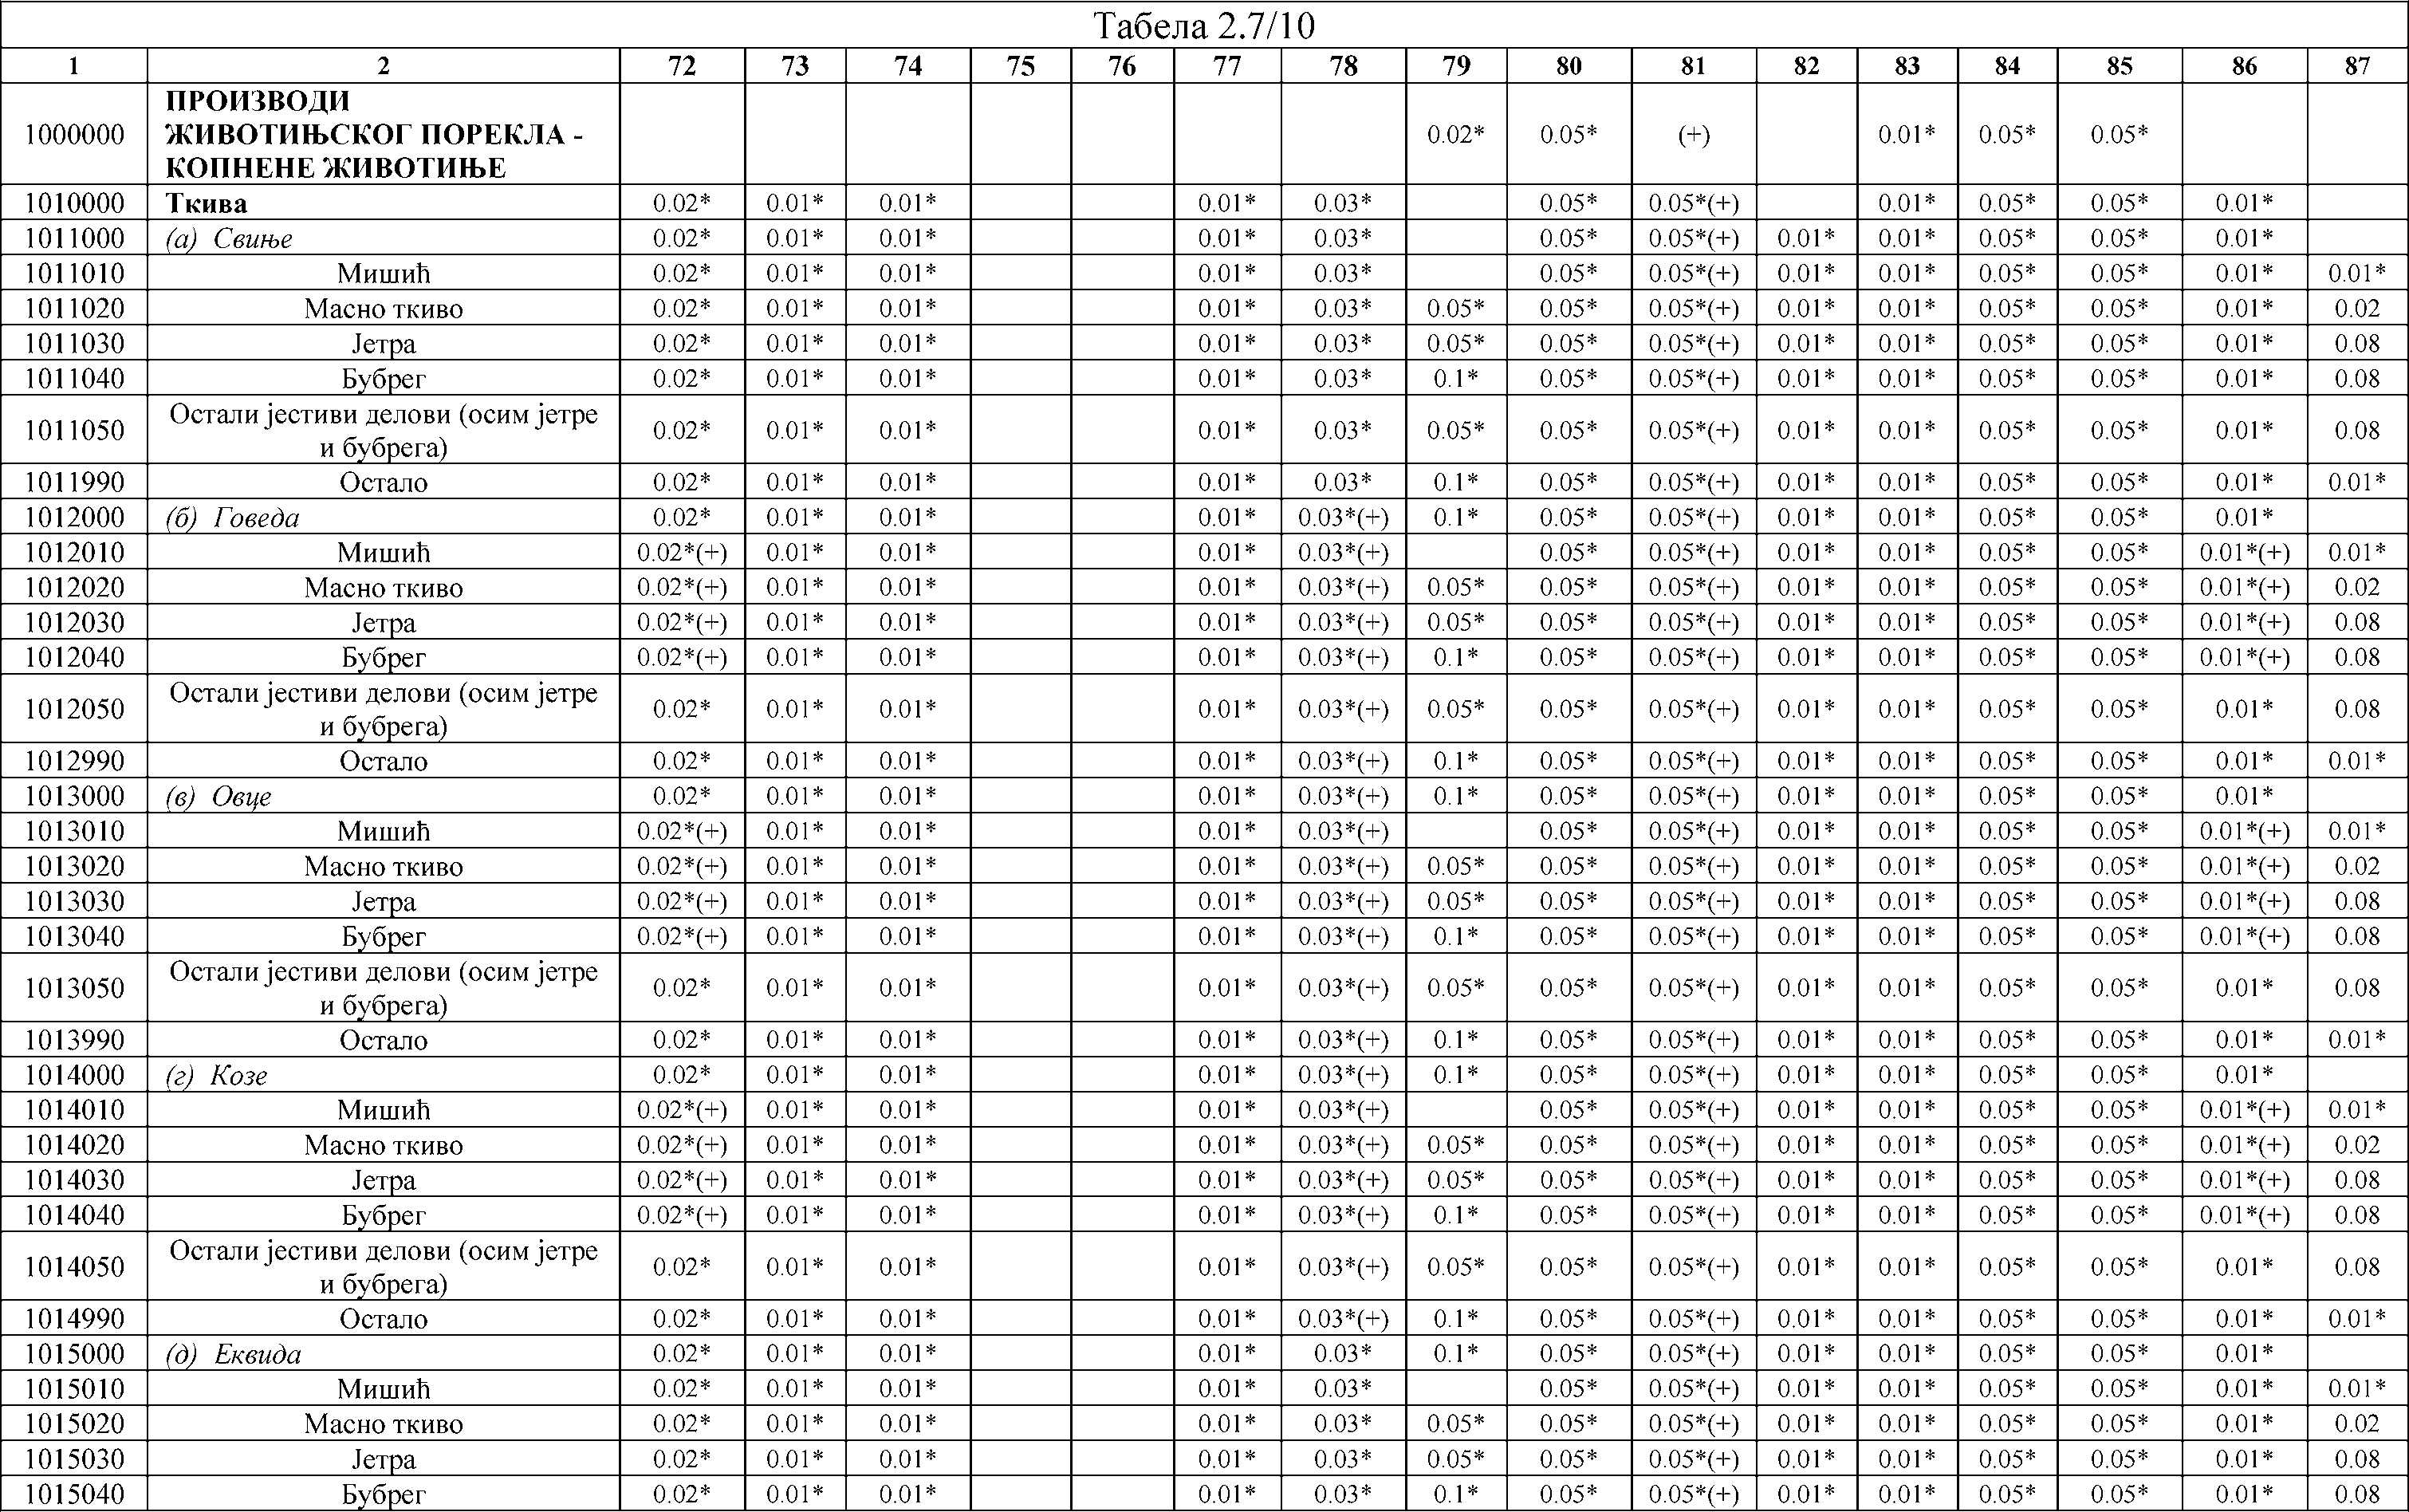 Табела 2.7/10
1 2 72 73 74 75 76 77 78 79 80 81 82 83 84 85 86 87
ПРОИЗВОДИ
1000000 ЖИВОТИЊСКОГ ПОРЕКЛА - 0.02* 0.05* (+) 0.01* 0.05* 0.05*
КОПНЕНЕ ЖИВОТИЊЕ
1010000 Ткива 0.02* 0.01* 0.01* 0.01* 0.03* 0.05* 0.05*(+) 0.01* 0.05* 0.05* 0.01*
1011000 (а) Свиње 0.02* 0.01* 0.01* 0.01* 0.03* 0.05* 0.05*(+) 0.01* 0.01* 0.05* 0.05* 0.01*
1011010 Мишић 0.02* 0.01* 0.01* 0.01* 0.03* 0.05* 0.05*(+) 0.01* 0.01* 0.05* 0.05* 0.01* 0.01*
1011020 Масно ткиво 0.02* 0.01* 0.01* 0.01* 0.03* 0.05* 0.05* 0.05*(+) 0.01* 0.01* 0.05* 0.05* 0.01* 0.02
1011030 Јетра 0.02* 0.01* 0.01* 0.01* 0.03* 0.05* 0.05* 0.05*(+) 0.01* 0.01* 0.05* 0.05* 0.01* 0.08
1011040 Бубрег 0.02* 0.01* 0.01* 0.01* 0.03* 0.1* 0.05* 0.05*(+) 0.01* 0.01* 0.05* 0.05* 0.01* 0.08
Остали јестиви делови (осим јетре
1011050 и бубрега) 0.02* 0.01* 0.01* 0.01* 0.03* 0.05* 0.05* 0.05*(+) 0.01* 0.01* 0.05* 0.05* 0.01* 0.08
1011990 Остало 0.02* 0.01* 0.01* 0.01* 0.03* 0.1* 0.05* 0.05*(+) 0.01* 0.01* 0.05* 0.05* 0.01* 0.01*
1012000 (б) Говеда 0.02* 0.01* 0.01* 0.01* 0.03*(+) 0.1* 0.05* 0.05*(+) 0.01* 0.01* 0.05* 0.05* 0.01*
1012010 Мишић 0.02*(+) 0.01* 0.01* 0.01* 0.03*(+) 0.05* 0.05*(+) 0.01* 0.01* 0.05* 0.05* 0.01*(+) 0.01*
1012020 Масно ткиво 0.02*(+) 0.01* 0.01* 0.01* 0.03*(+) 0.05* 0.05* 0.05*(+) 0.01* 0.01* 0.05* 0.05* 0.01*(+) 0.02
1012030 Јетра 0.02*(+) 0.01* 0.01* 0.01* 0.03*(+) 0.05* 0.05* 0.05*(+) 0.01* 0.01* 0.05* 0.05* 0.01*(+) 0.08
1012040 Бубрег 0.02*(+) 0.01* 0.01* 0.01* 0.03*(+) 0.1* 0.05* 0.05*(+) 0.01* 0.01* 0.05* 0.05* 0.01*(+) 0.08
Остали јестиви делови (осим јетре
1012050 и бубрега) 0.02* 0.01* 0.01* 0.01* 0.03*(+) 0.05* 0.05* 0.05*(+) 0.01* 0.01* 0.05* 0.05* 0.01* 0.08
1012990 Остало 0.02* 0.01* 0.01* 0.01* 0.03*(+) 0.1* 0.05* 0.05*(+) 0.01* 0.01* 0.05* 0.05* 0.01* 0.01*
1013000 (в) Овце 0.02* 0.01* 0.01* 0.01* 0.03*(+) 0.1* 0.05* 0.05*(+) 0.01* 0.01* 0.05* 0.05* 0.01*
1013010 Мишић 0.02*(+) 0.01* 0.01* 0.01* 0.03*(+) 0.05* 0.05*(+) 0.01* 0.01* 0.05* 0.05* 0.01*(+) 0.01*
1013020 Масно ткиво 0.02*(+) 0.01* 0.01* 0.01* 0.03*(+) 0.05* 0.05* 0.05*(+) 0.01* 0.01* 0.05* 0.05* 0.01*(+) 0.02
1013030 Јетра 0.02*(+) 0.01* 0.01* 0.01* 0.03*(+) 0.05* 0.05* 0.05*(+) 0.01* 0.01* 0.05* 0.05* 0.01*(+) 0.08
1013040 Бубрег 0.02*(+) 0.01* 0.01* 0.01* 0.03*(+) 0.1* 0.05* 0.05*(+) 0.01* 0.01* 0.05* 0.05* 0.01*(+) 0.08
Остали јестиви делови (осим јетре
1013050 и бубрега) 0.02* 0.01* 0.01* 0.01* 0.03*(+) 0.05* 0.05* 0.05*(+) 0.01* 0.01* 0.05* 0.05* 0.01* 0.08
1013990 Остало 0.02* 0.01* 0.01* 0.01* 0.03*(+) 0.1* 0.05* 0.05*(+) 0.01* 0.01* 0.05* 0.05* 0.01* 0.01*
1014000 (г) Козе 0.02* 0.01* 0.01* 0.01* 0.03*(+) 0.1* 0.05* 0.05*(+) 0.01* 0.01* 0.05* 0.05* 0.01*
1014010 Мишић 0.02*(+) 0.01* 0.01* 0.01* 0.03*(+) 0.05* 0.05*(+) 0.01* 0.01* 0.05* 0.05* 0.01*(+) 0.01*
1014020 Масно ткиво 0.02*(+) 0.01* 0.01* 0.01* 0.03*(+) 0.05* 0.05* 0.05*(+) 0.01* 0.01* 0.05* 0.05* 0.01*(+) 0.02
1014030 Јетра 0.02*(+) 0.01* 0.01* 0.01* 0.03*(+) 0.05* 0.05* 0.05*(+) 0.01* 0.01* 0.05* 0.05* 0.01*(+) 0.08
1014040 Бубрег 0.02*(+) 0.01* 0.01* 0.01* 0.03*(+) 0.1* 0.05* 0.05*(+) 0.01* 0.01* 0.05* 0.05* 0.01*(+) 0.08
Остали јестиви делови (осим јетре
1014050 и бубрега) 0.02* 0.01* 0.01* 0.01* 0.03*(+) 0.05* 0.05* 0.05*(+) 0.01* 0.01* 0.05* 0.05* 0.01* 0.08
1014990 Остало 0.02* 0.01* 0.01* 0.01* 0.03*(+) 0.1* 0.05* 0.05*(+) 0.01* 0.01* 0.05* 0.05* 0.01* 0.01*
1015000 (д) Еквида 0.02* 0.01* 0.01* 0.01* 0.03* 0.1* 0.05* 0.05*(+) 0.01* 0.01* 0.05* 0.05* 0.01*
1015010 Мишић 0.02* 0.01* 0.01* 0.01* 0.03* 0.05* 0.05*(+) 0.01* 0.01* 0.05* 0.05* 0.01* 0.01*
1015020 Масно ткиво 0.02* 0.01* 0.01* 0.01* 0.03* 0.05* 0.05* 0.05*(+) 0.01* 0.01* 0.05* 0.05* 0.01* 0.02
1015030 Јетра 0.02* 0.01* 0.01* 0.01* 0.03* 0.05* 0.05* 0.05*(+) 0.01* 0.01* 0.05* 0.05* 0.01* 0.08
1015040 Бубрег 0.02* 0.01* 0.01* 0.01* 0.03* 0.1* 0.05* 0.05*(+) 0.01* 0.01* 0.05* 0.05* 0.01* 0.08